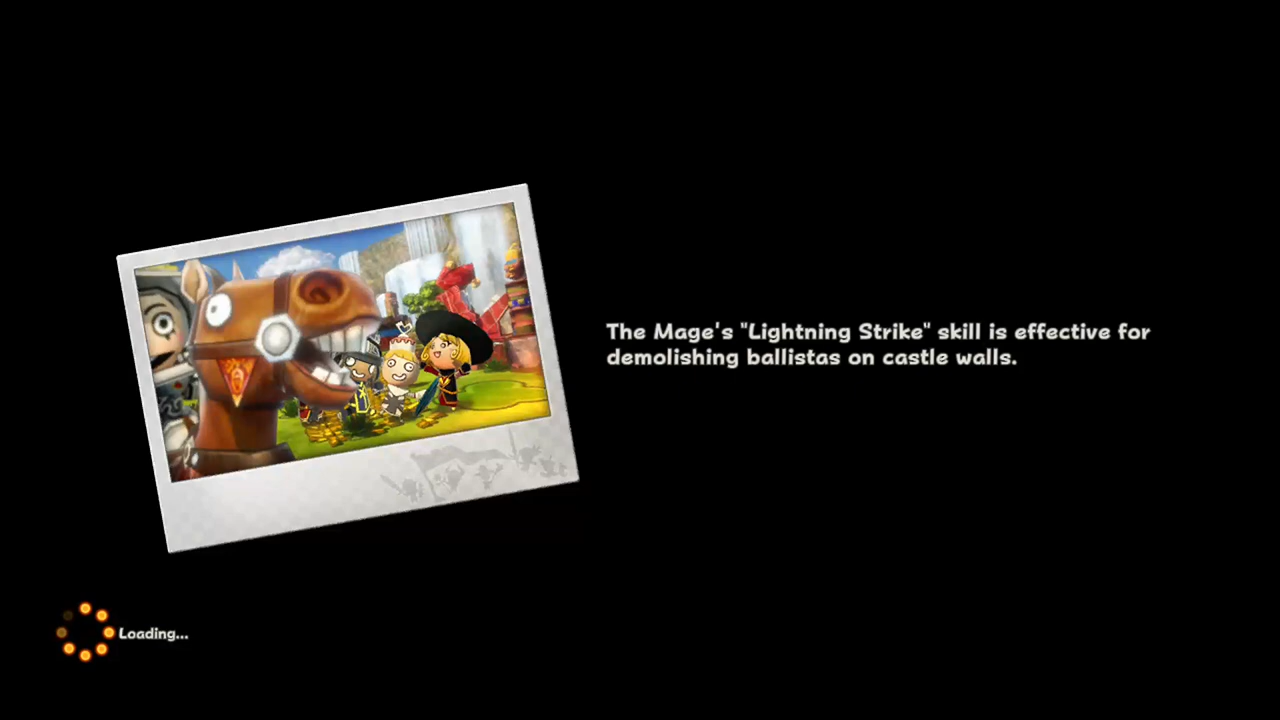 The Mage's "Lightning Strike" skill is effective for
demolishing ballistas on castle walls.
Loading...